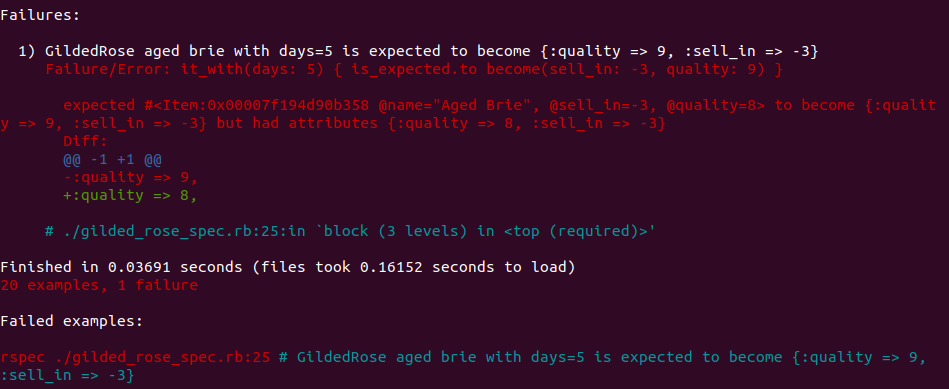 Failures:

  1) GildedRose aged brie with days=5 is expected to become {:quality => 9, :sell_in => -3}
     Failure/Error: it_with(days: 5) { is_expected.to become(sell_in: -3, quality: 9) }

       expected #<Item:0x00007f194d90b358 @name="Aged Brie", @sell_in=-3, @quality=8> to become {:qualit
y => 9, :sell_in => -3} but had attributes {:quality => 8, :sell_in => -3}
       Diff:
       @@ -1 +1 @@
       -:quality => 9,
       +:quality => 8,

     # ./gilded_rose_spec.rb:25:in `block (3 levels) in <top (required)>'

Finished in 0.03691 seconds (files took 0.16152 seconds to load)
20 examples, 1 failure

Failed examples:

rspec ./gilded_rose_spec.rb:25 # GildedRose aged brie with days=5 is expected to become {:quality => 9,
:sell_in => -3}